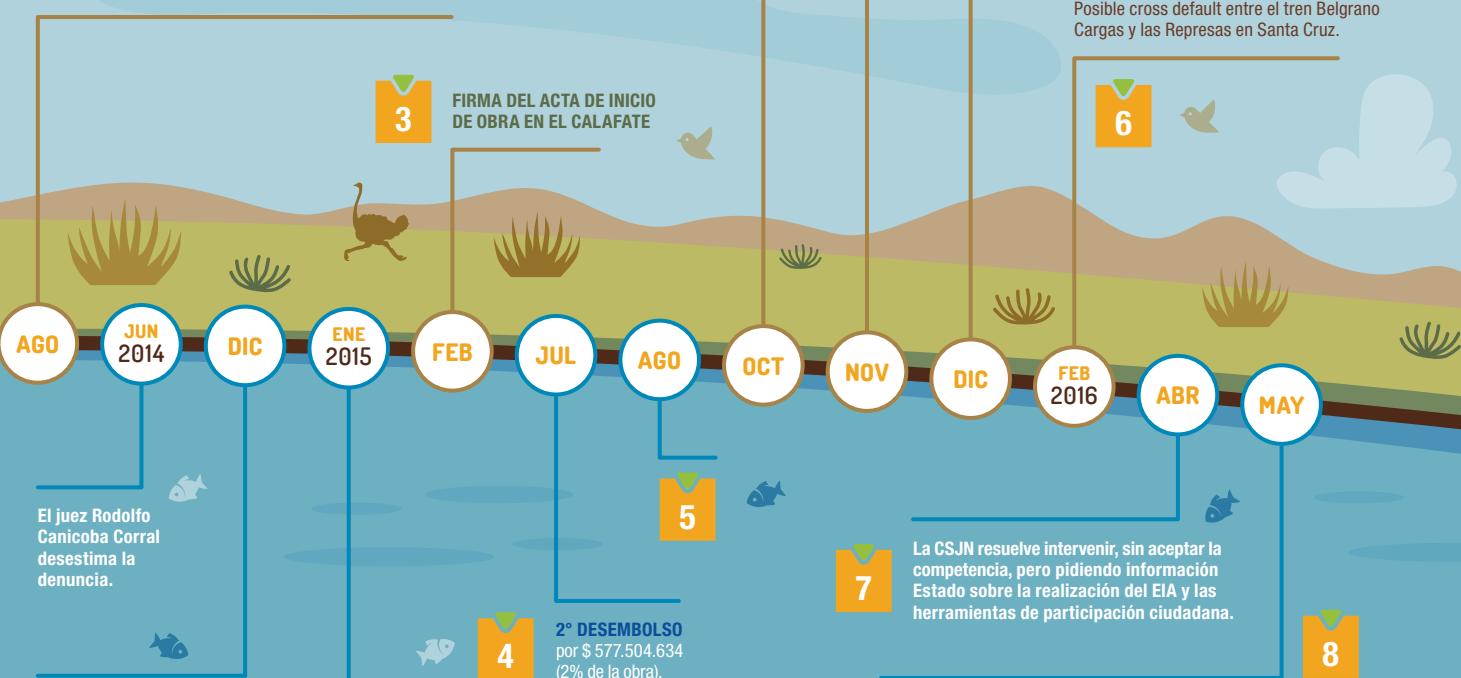 Posible cross default entre el tren Belgrano
Cargas y las Represas en Santa Cruz.
3
FIRMA DEL ACTA DE INICIO
DE OBRA EN EL CALAFATE
6
AGO
JUN
2014
DIC
ENE
2015
FEB
JUL
AGO
OCT
NOV
DIC
FEB
2016
ABR
MAY
El juez Rodolfo
Canicoba Corral
desestima la
denuncia.
5
7
La CSJN resuelve intervenir, sin aceptar la
competencia, pero pidiendo información
Estado sobre la realización del EIA y las
herramientas de participación ciudadana.
4
2° DESEMBOLSO
por $ 577.504.634
(2% de la obra).
8